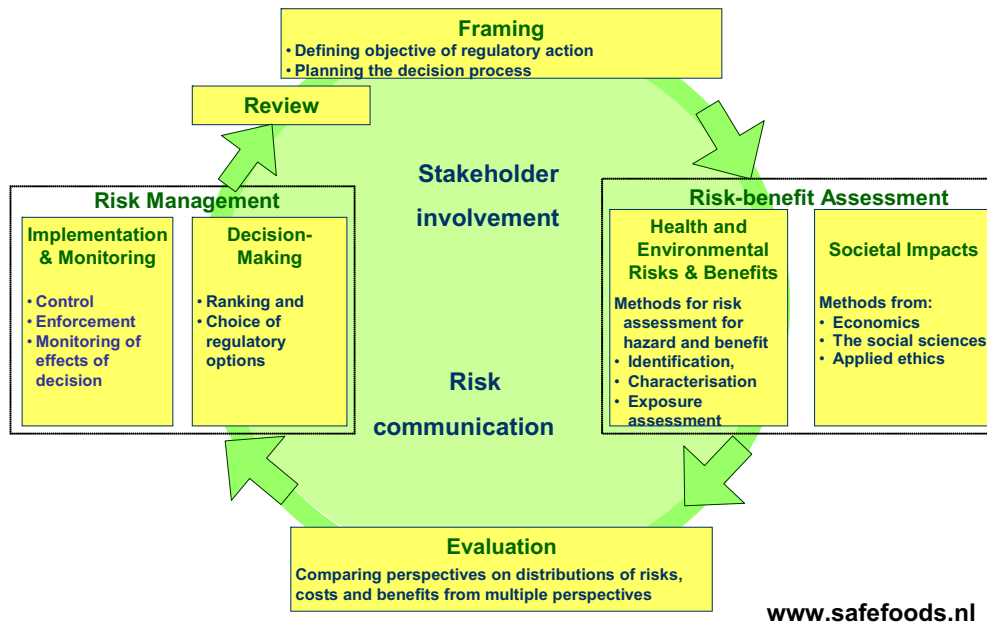 Framing
• Defining objective of regulatory action
• Planning the decision process
Review
Stakeholder
involvement
Risk
communication
Risk Management
Implementation
& Monitoring
• Control
• Enforcement
• Monitoring of
effects of
decision
Decision-
Making
• Ranking and
• Choice of
regulatory
options
Risk-benefit Assessment
Health and
Environmental
Risks & Benefits
Methods for risk
assessment for
hazard and benefit
• Identification,
• Characterisation
• Exposure
assessment
Societal Impacts
Methods from:
• Economics
• The social sciences
• Applied ethics
Evaluation
Comparing perspectives on distributions of risks,
costs and benefits from multiple perspectives
www.safefoods.nl